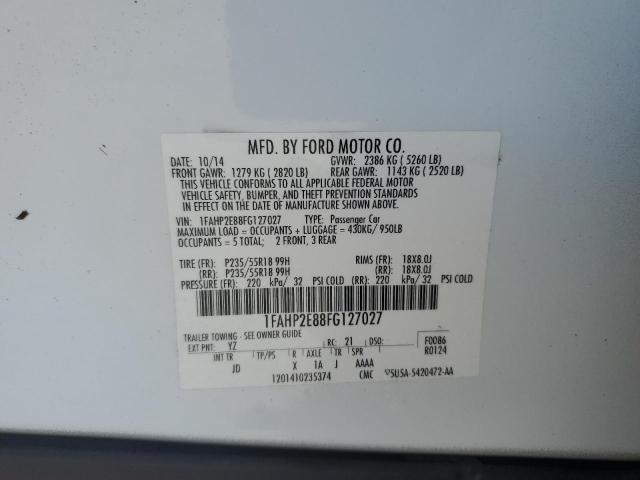 MFD. BY FORD MOTOR CO.
DATE: 10/14 GVWR: 2386 KG ( 5260 LB)
FRONT GAWR: 1279 KG ( 2820 LB) REAR GAWR: 1143 KG ( 2520 LB)
THIS VEHICLE CONFORMS TO ALL APPLICABLE FEDERAL MOTOR
VEHICLE SAFETY, BUMPER, AND THEFT PREVENTION STANDARDS
IN EFFECT ON THE DATE OF MANUFACTURE SHOWN ABOVE.
VIN: 1FAHP2E88FG127027 TYPE: Passenger Car
MAXIMUM LOAD = OCCUPANTS + LUGGAGE = 430KG/ 950LB
OCCUPANTS = 5 TOTAL; 2 FRONT, 3 REAR
TIRE (FR): P235/55R18 99H RIMS (FR): 18X8.0J
(RR): P235/55R18 99H (RR): 18X8.0J
PRESSURE (FR): 220 kPa/ 32 PSI COLD (RR): 220 kPa/ 32 PSI COLD
1FAHP2E88FG127027
TRAILER TOWING - SEE OWNER GUIDE
EXT PNT: YZ RC: 21 DSO: F0086
INT TR TP/PS R AXLE TR SPR R0124
JD X 1A J AAAA
1201410235374 CMC 5U5A-5420472-AA